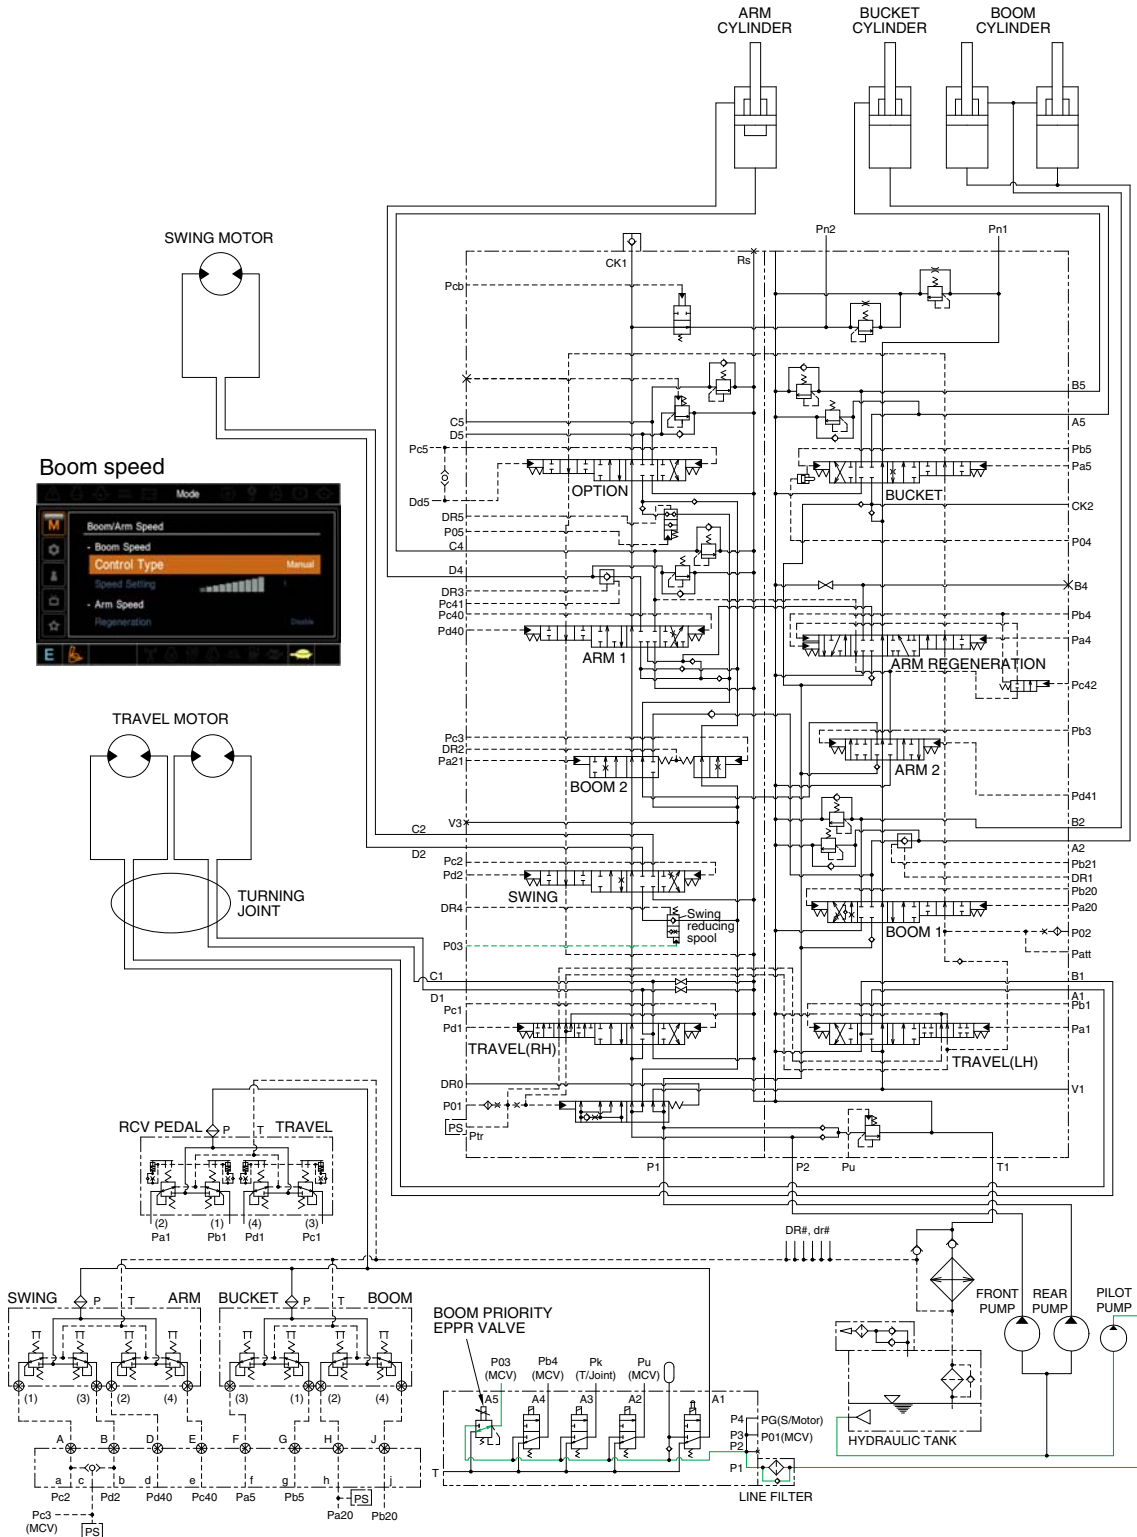 ARM
CYLINDER
BUCKET
CYLINDER
BOOM
CYLINDER
SWING MOTOR
CK1
Rs
Pn2
Pn1
Pcb
C5
D5
Pc5
Dd5
OPTION
DR5
P05
C4
D4
DR3
Pc41
Pc40
Pd40
ARM 1
Pc3
DR2
Pa21
BOOM 2
V3
C2
D2
Pc2
Pd2
SWING
DR4
Swing
reducing
spool
P03
C1
D1
Pc1
Pd1
TRAVEL(RH)
DR0
P01
PS
Ptr
B5
A5
Pb5
Pa5
BUCKET
CK2
P04
B4
Pb4
Pa4
ARM REGENERATION
Pc42
Pb3
ARM 2
Pd41
B2
A2
Pb21
DR1
Pb20
Pa20
BOOM 1
P02
Patt
B1
A1
Pb1
Pa1
TRAVEL(LH)
V1
P1
P2
Pu
T1
Boom speed
Mode
M
Boom/Arm Speed
- Boom Speed
Control Type
Manual
Speed Setting
1
- Arm Speed
Regeneration
Disable
E
TRAVEL MOTOR
TURNING
JOINT
RCV PEDAL
P
T
TRAVEL
(2)
(1)
(4)
(3)
Pa1
Pb1
Pd1
Pc1
DR#, dr#
FRONT
PUMP
REAR
PUMP
PILOT
PUMP
HYDRAULIC TANK
SWING
P
T
ARM
BUCKET
P
T
BOOM
(1)
(3)
(2)
(4)
(3)
(1)
(2)
(4)
A
B
D
E
F
G
H
J
a
c
b
d
e
f
g
h
j
Pc2
Pd2
Pd40
Pc40
Pa5
Pb5
PS
Pa20
Pb20
Pc3
(MCV)
PS
BOOM PRIORITY
EPPR VALVE
P03
(MCV)
Pb4
(MCV)
Pk
(T/Joint)
Pu
(MCV)
A5
A4
A3
A2
A1
P4
PG(S/Motor)
P3
P01(MCV)
P2
P1
T
LINE FILTER